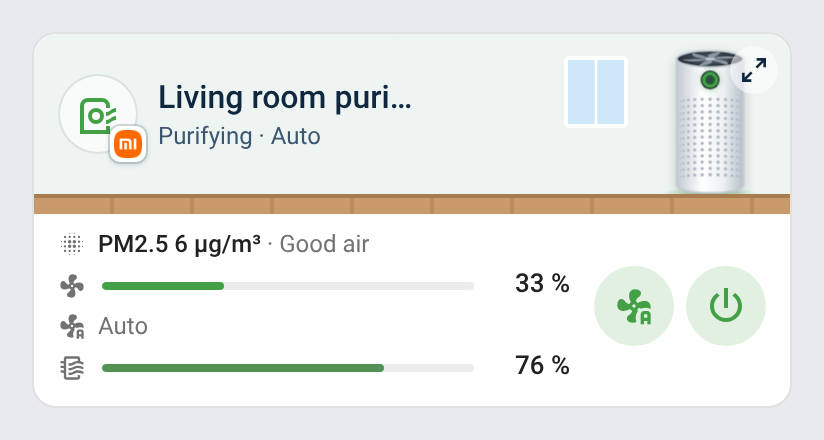 Living room puri...
Purifying · Auto
PM2.5 6 µg/m³ · Good air
33 %
Auto
76 %